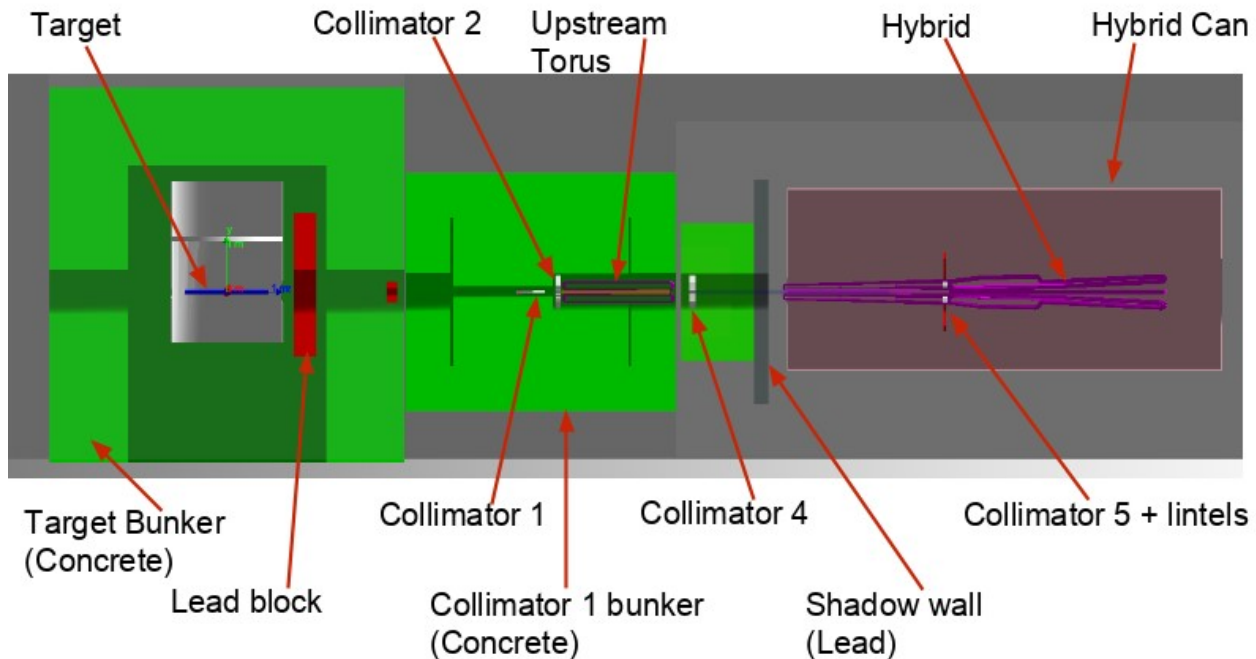 Target
Collimator 2
Upstream
Torus
Hybrid
Hybrid Can
y
1 m
Target Bunker
(Concrete)
Lead block
Collimator 1
Collimator 1 bunker
(Concrete)
Collimator 4
Shadow wall
(Lead)
Collimator 5 + lintels